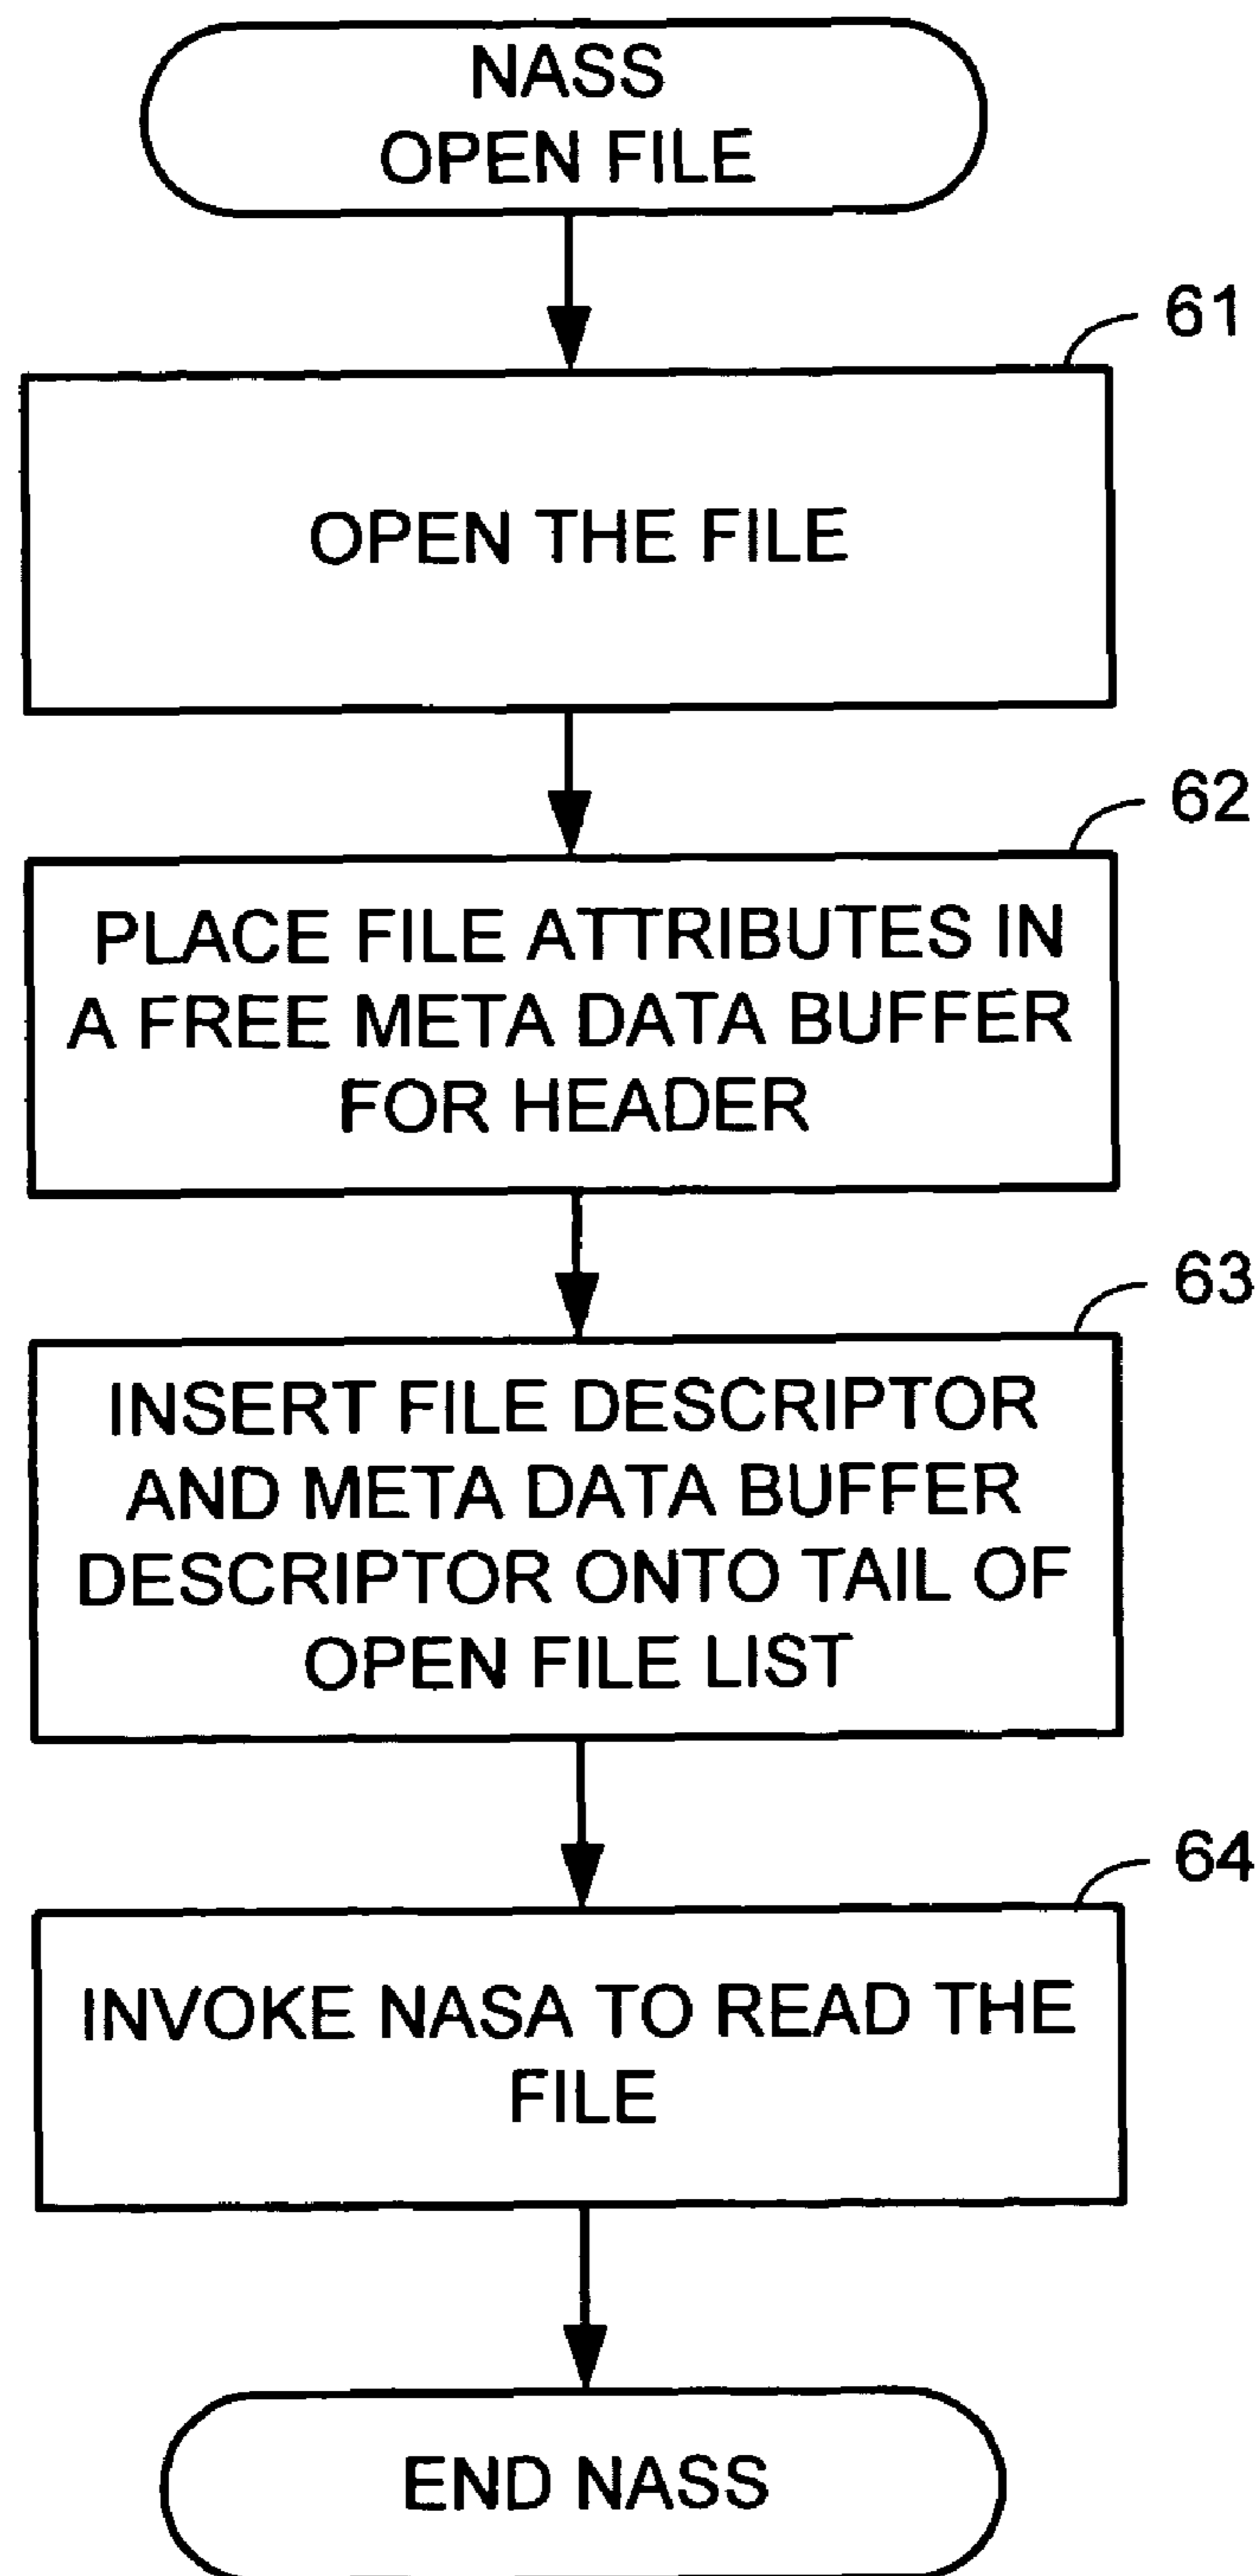 NASS
OPEN FILE
61
OPEN THE FILE
62
PLACE FILE ATTRIBUTES IN
A FREE META DATA BUFFER
FOR HEADER
63
INSERT FILE DESCRIPTOR
AND META DATA BUFFER
DESCRIPTOR ONTO TAIL OF
OPEN FILE LIST
64
INVOKE NASA TO READ THE
FILE
END NASS